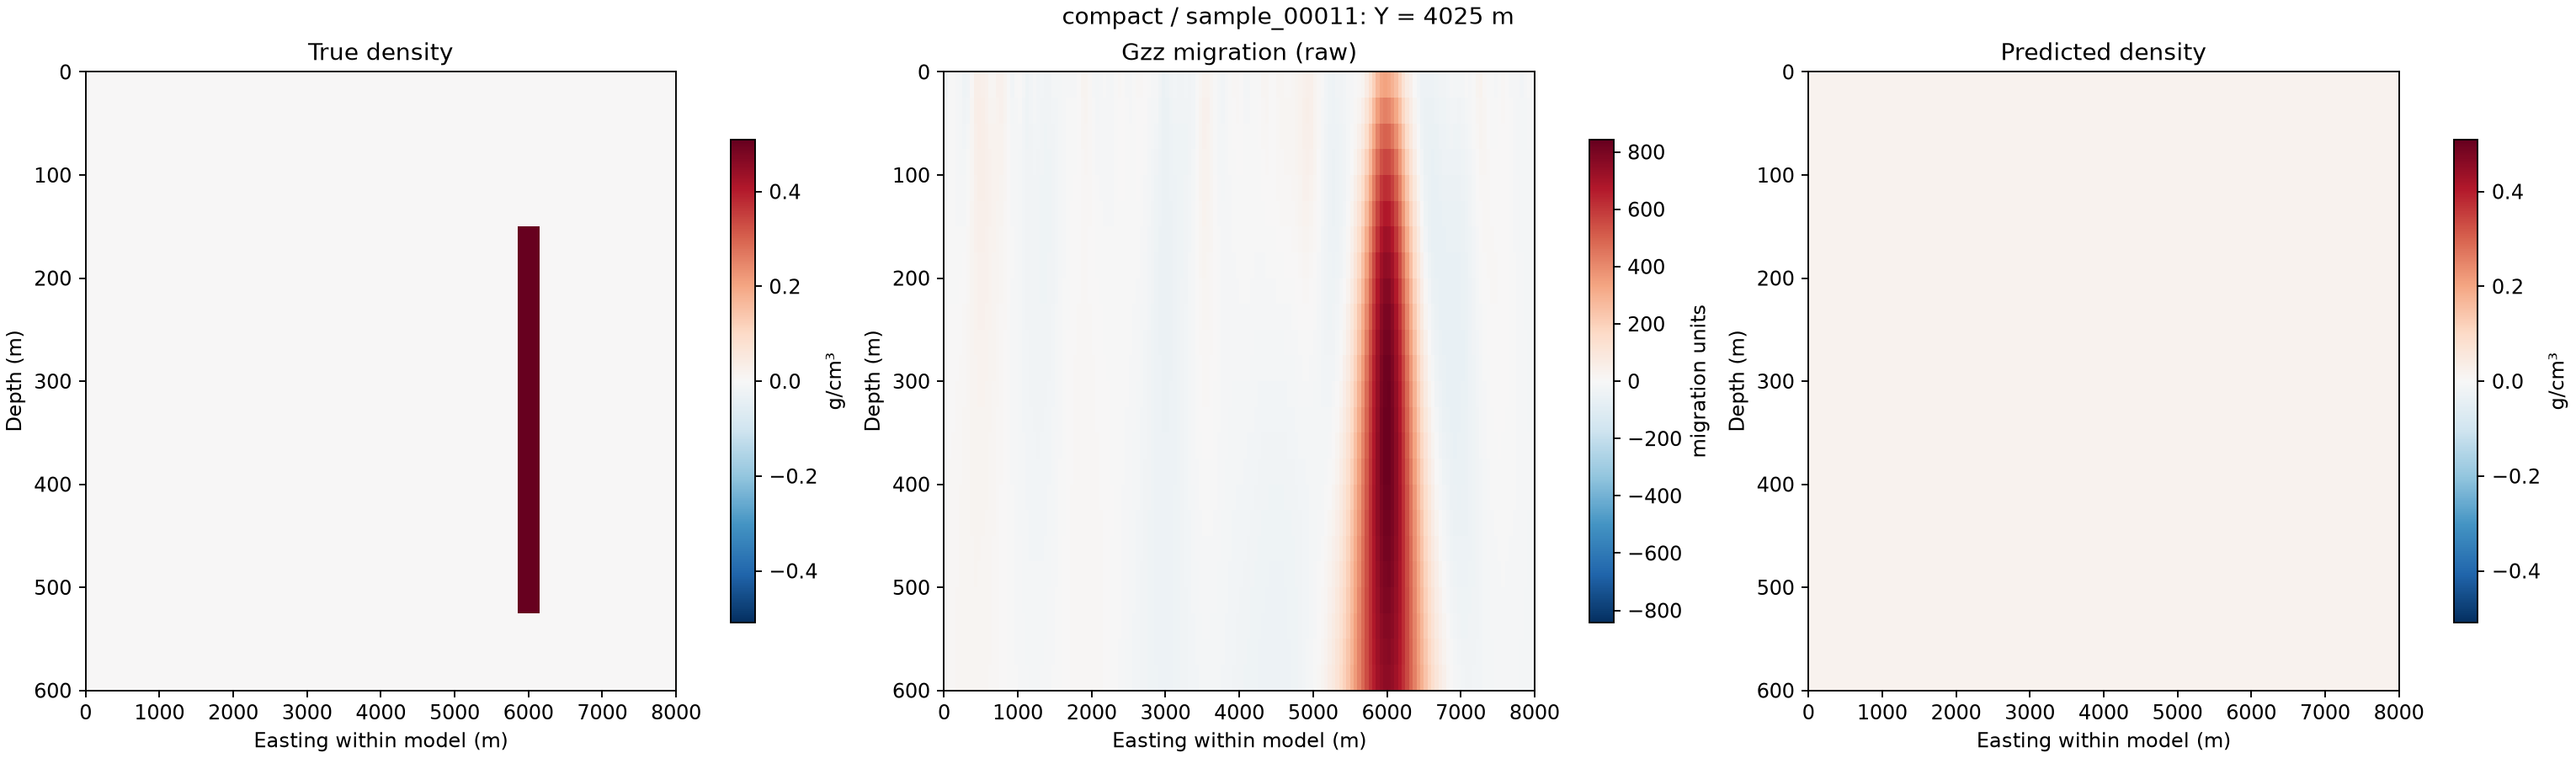 compact / sample_00011: Y = 4025 m
True density
0
100
200
300
400
500
600
Depth (m)
0 1000 2000 3000 4000 5000 6000 7000 8000
Easting within model (m)
0.4
0.2
0.0
−0.2
−0.4
g/cm³
Gzz migration (raw)
0
100
200
300
400
500
600
Depth (m)
0 1000 2000 3000 4000 5000 6000 7000 8000
Easting within model (m)
800
600
400
200
0
−200
−400
−600
−800
migration units
Predicted density
0
100
200
300
400
500
600
Depth (m)
0 1000 2000 3000 4000 5000 6000 7000 8000
Easting within model (m)
0.4
0.2
0.0
−0.2
−0.4
g/cm³